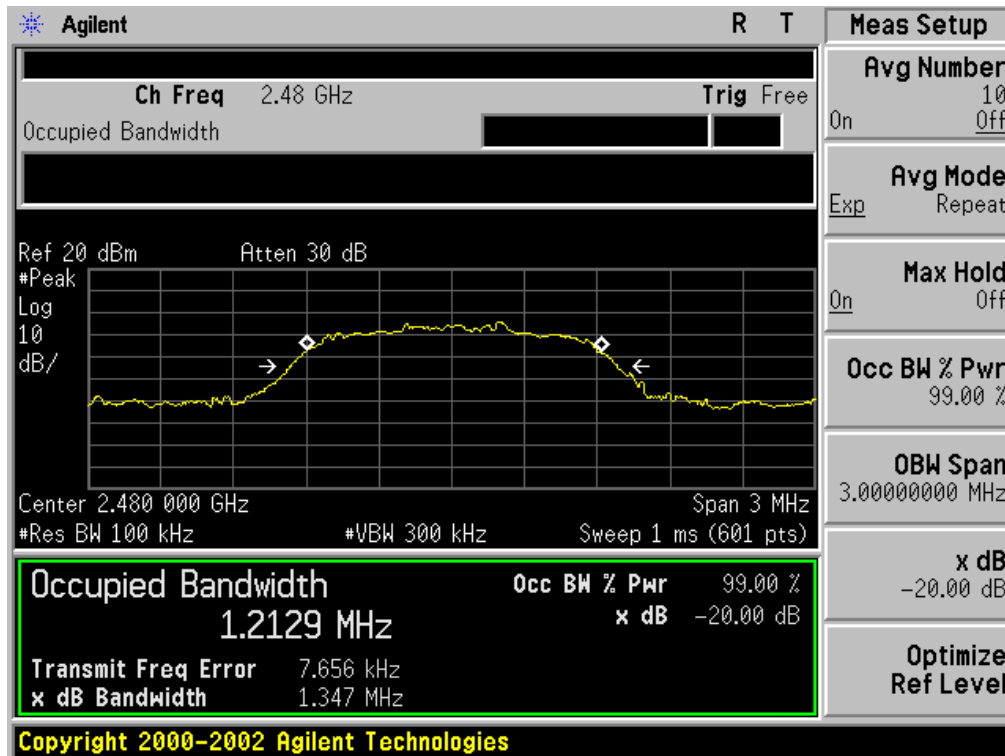 Agilent R T
Ch Freq 2.48 GHz Trig Free
Occupied Bandwidth
Ref 20 dBm Atten 30 dB
#Peak
Log
10
dB/
Center 2.480 000 GHz Span 3 MHz
#Res BW 100 kHz #VBW 300 kHz Sweep 1 ms (601 pts)
Occupied Bandwidth Occ BW % Pwr 99.00 %
1.2129 MHz x dB -20.00 dB
Transmit Freq Error 7.656 kHz
x dB Bandwidth 1.347 MHz
Copyright 2000-2002 Agilent Technologies
Meas Setup
Avg Number
10
On Off
Avg Mode
Exp Repeat
Max Hold
On Off
Occ BW % Pwr
99.00 %
OBW Span
3.00000000 MHz
x dB
-20.00 dB
Optimize
Ref Level